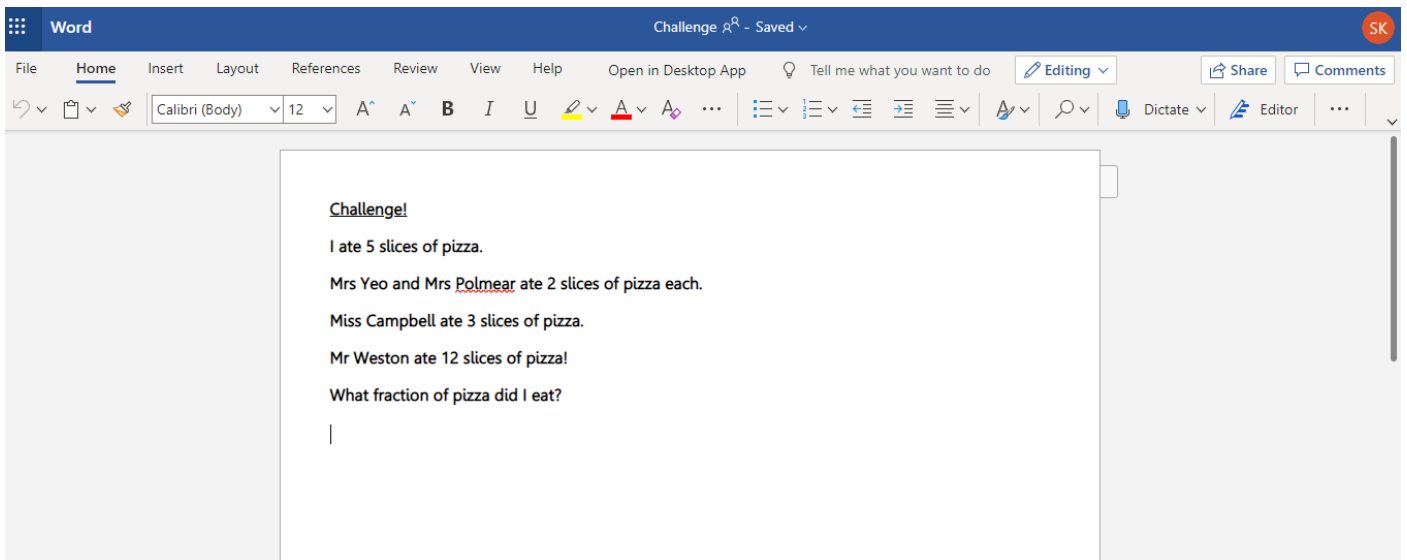 Word
Challenge - Saved
SK
File Home Insert Layout References Review View Help Open in Desktop App Tell me what you want to do Editing Share Comments
Calibri (Body) 12 A A B I U A A Dictate Editor
Challenge!
I ate 5 slices of pizza.
Mrs Yeo and Mrs Polmear ate 2 slices of pizza each.
Miss Campbell ate 3 slices of pizza.
Mr Weston ate 12 slices of pizza!
What fraction of pizza did I eat?